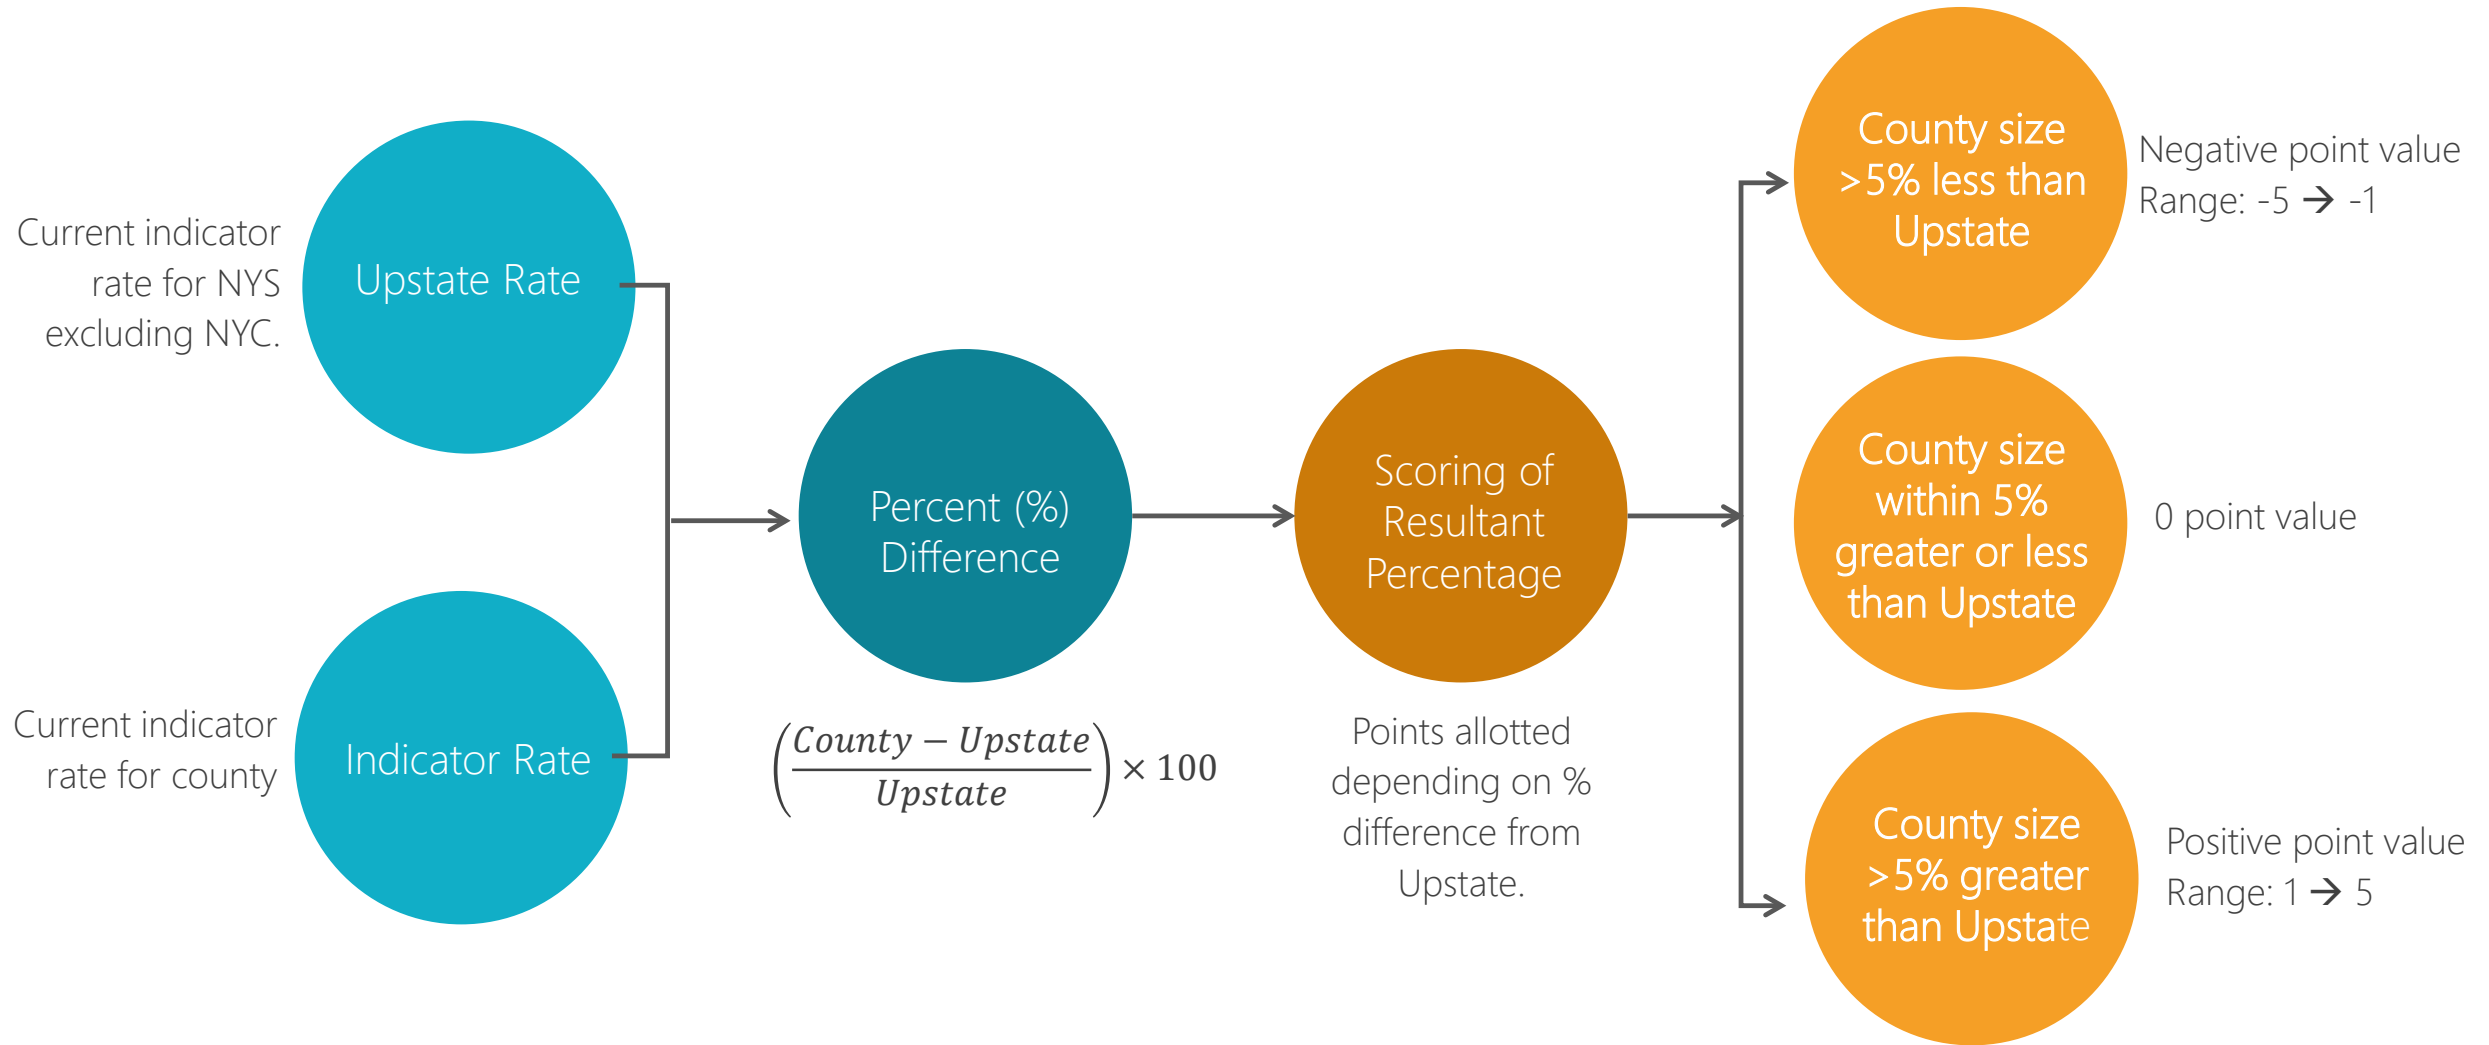 Current indicator
rate for NYS
excluding NYC.
Upstate Rate
Current indicator
rate for county
Indicator Rate
Percent (%)
Difference
(County − Upstate
Upstate) × 100
Scoring of
Resultant
Percentage
Points allotted
depending on %
difference from
Upstate.
County size
>5% less than
Upstate
Negative point value
Range: -5 → -1
County size
within 5%
greater or less
than Upstate
0 point value
County size
>5% greater
than Upstate
Positive point value
Range: 1 → 5